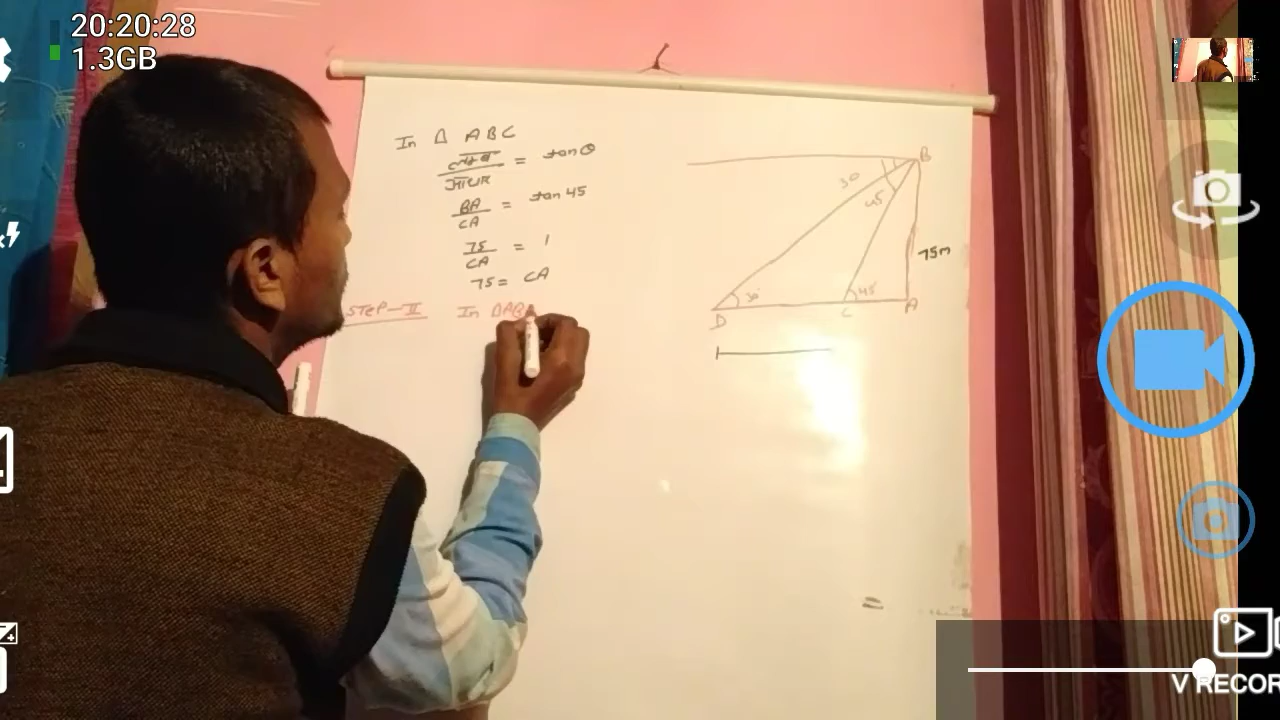 20:20:28
1.3GB
In Δ ABC
लम्ब / आधार = tan θ
BA / CA = tan 45
75 / CA = 1
75 = CA
STEP-II In ΔAB
B
30
45
75m
30°
45°
D
C
A
=
V RECOR